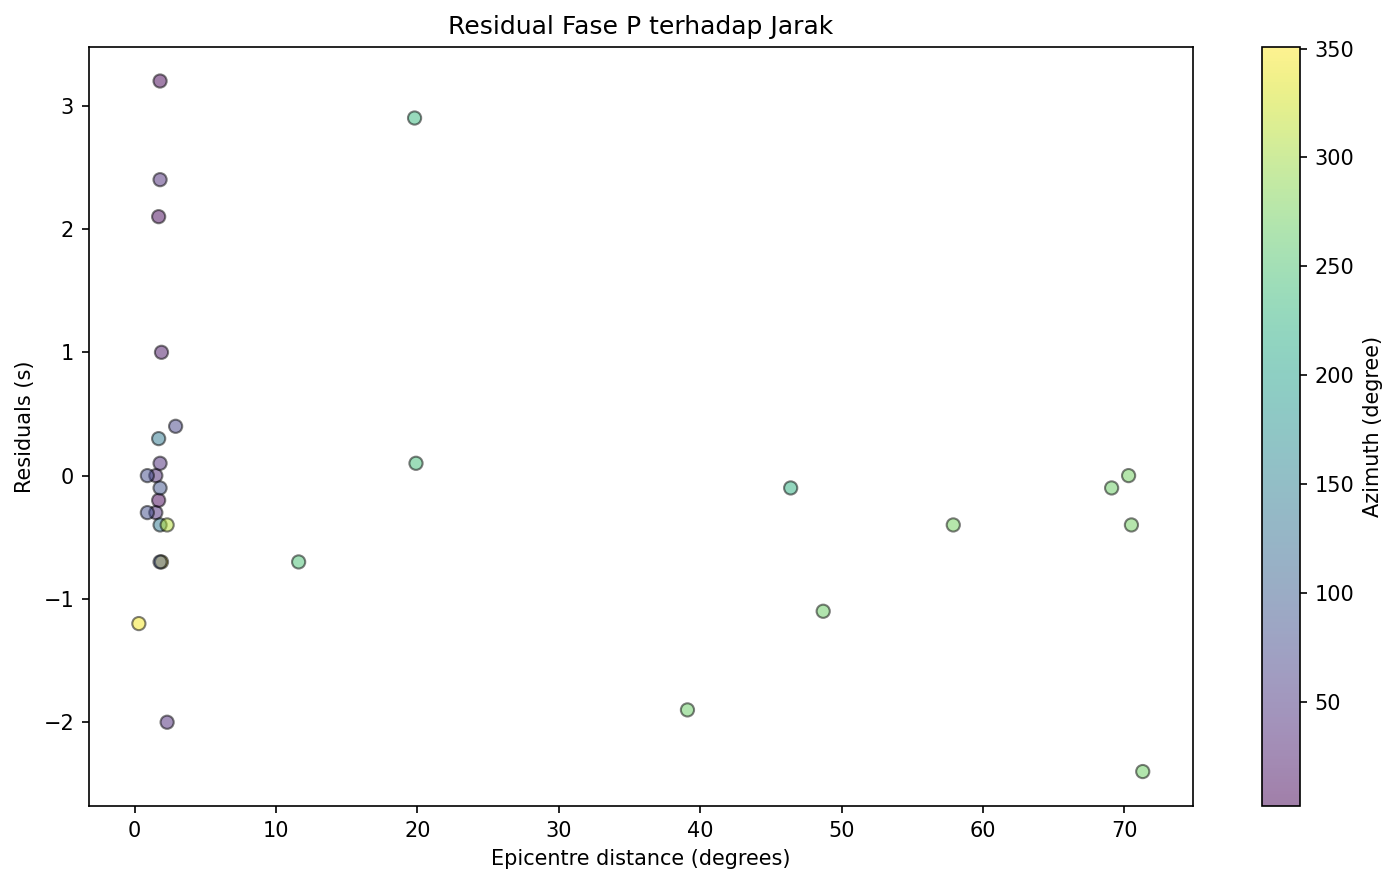 Residual Fase P terhadap Jarak
3
2
1
0
−1
−2
Residuals (s)
0 10 20 30 40 50 60 70
Epicentre distance (degrees)
350
300
250
200
150
100
50
Azimuth (degree)